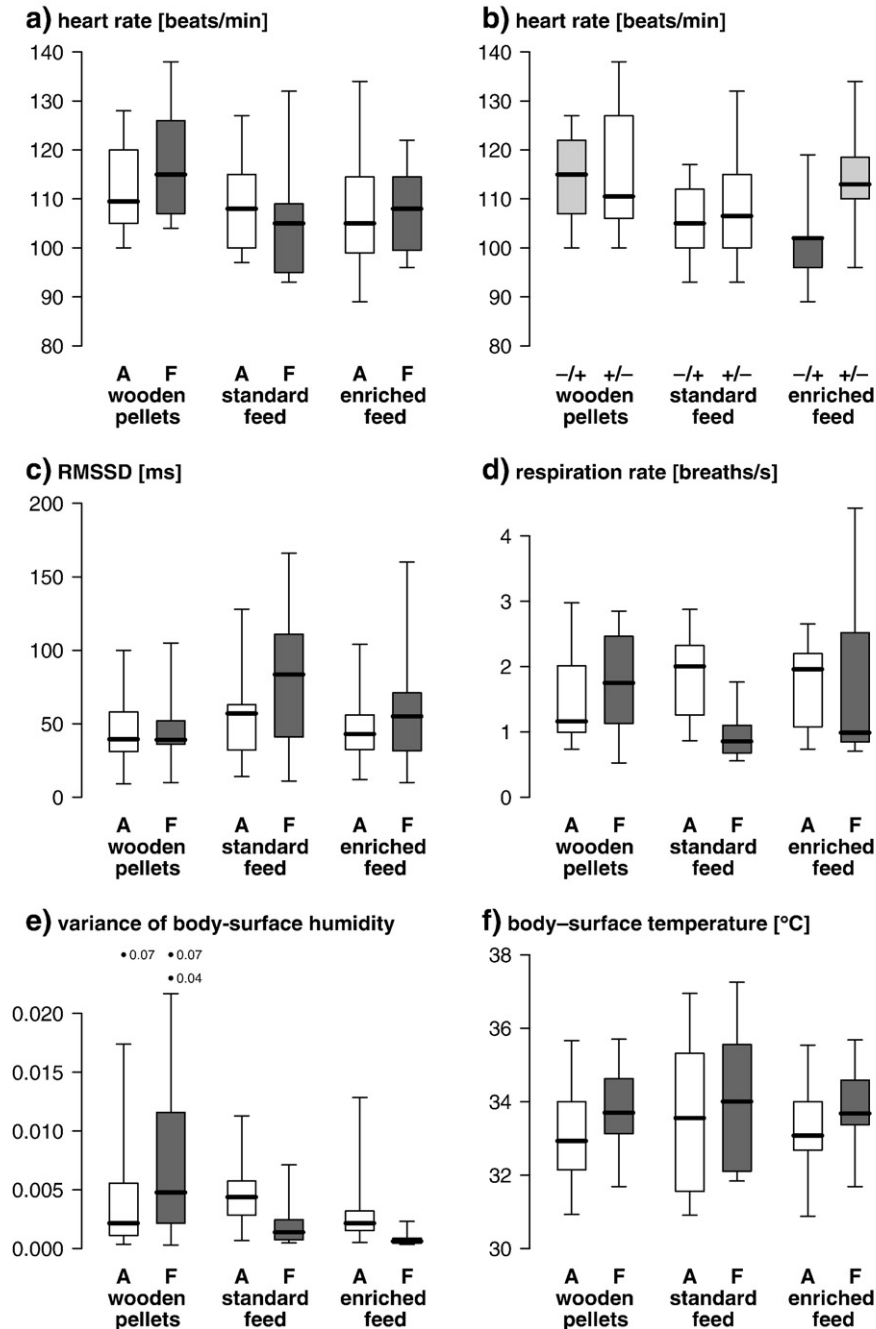 a) heart rate [beats/min]
140
130
120
110
100
90
80
A F A F A F
wooden pellets
standard feed
enriched feed
b) heart rate [beats/min]
140
130
120
110
100
90
80
–/+ +/– –/+ +/– –/+ +/–
wooden pellets
standard feed
enriched feed
c) RMSSD [ms]
200
150
100
50
0
A F A F A F
wooden pellets
standard feed
enriched feed
d) respiration rate [breaths/s]
4
3
2
1
0
A F A F A F
wooden pellets
standard feed
enriched feed
e) variance of body-surface humidity
0.07 0.07
0.04
0.020
0.015
0.010
0.005
0.000
A F A F A F
wooden pellets
standard feed
enriched feed
f) body–surface temperature [°C]
38
36
34
32
30
A F A F A F
wooden pellets
standard feed
enriched feed